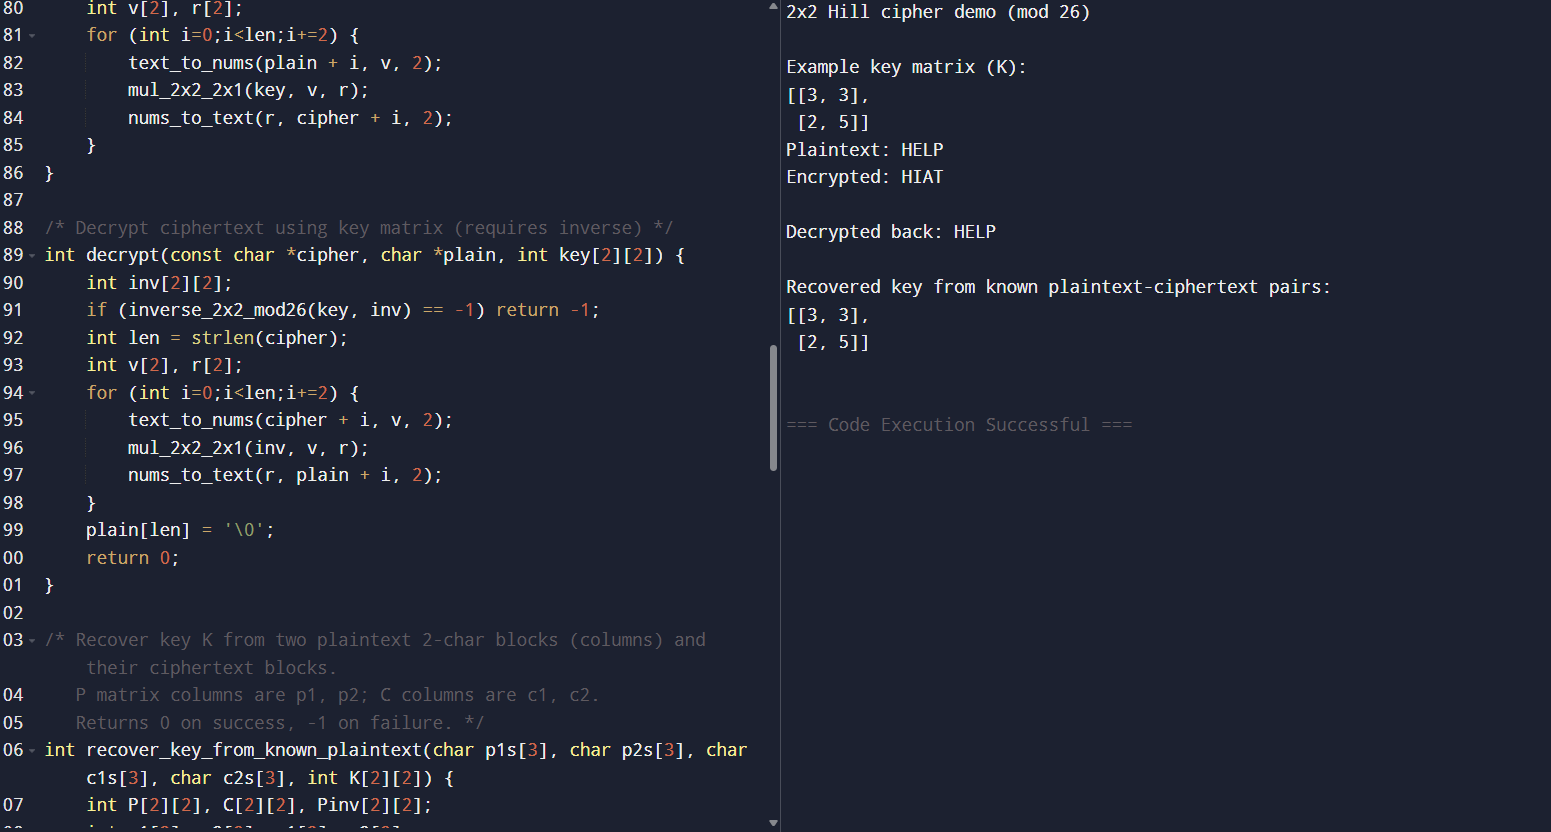 80 int v[2], r[2];
81 for (int i=0;i<len;i+=2) {
82 text_to_nums(plain + i, v, 2);
83 mul_2x2_2x1(key, v, r);
84 nums_to_text(r, cipher + i, 2);
85 }
86 }
87
88 /* Decrypt ciphertext using key matrix (requires inverse) */
89 int decrypt(const char *cipher, char *plain, int key[2][2]) {
90 int inv[2][2];
91 if (inverse_2x2_mod26(key, inv) == -1) return -1;
92 int len = strlen(cipher);
93 int v[2], r[2];
94 for (int i=0;i<len;i+=2) {
95 text_to_nums(cipher + i, v, 2);
96 mul_2x2_2x1(inv, v, r);
97 nums_to_text(r, plain + i, 2);
98 }
99 plain[len] = '\0';
00 return 0;
01 }
02
03 /* Recover key K from two plaintext 2-char blocks (columns) and
their ciphertext blocks.
04 P matrix columns are p1, p2; C columns are c1, c2.
05 Returns 0 on success, -1 on failure. */
06 int recover_key_from_known_plaintext(char p1s[3], char p2s[3], char
c1s[3], char c2s[3], int K[2][2]) {
07 int P[2][2], C[2][2], Pinv[2][2];
2x2 Hill cipher demo (mod 26)
Example key matrix (K):
[[3, 3],
[2, 5]]
Plaintext: HELP
Encrypted: HIAT
Decrypted back: HELP
Recovered key from known plaintext-ciphertext pairs:
[[3, 3],
[2, 5]]
=== Code Execution Successful ===